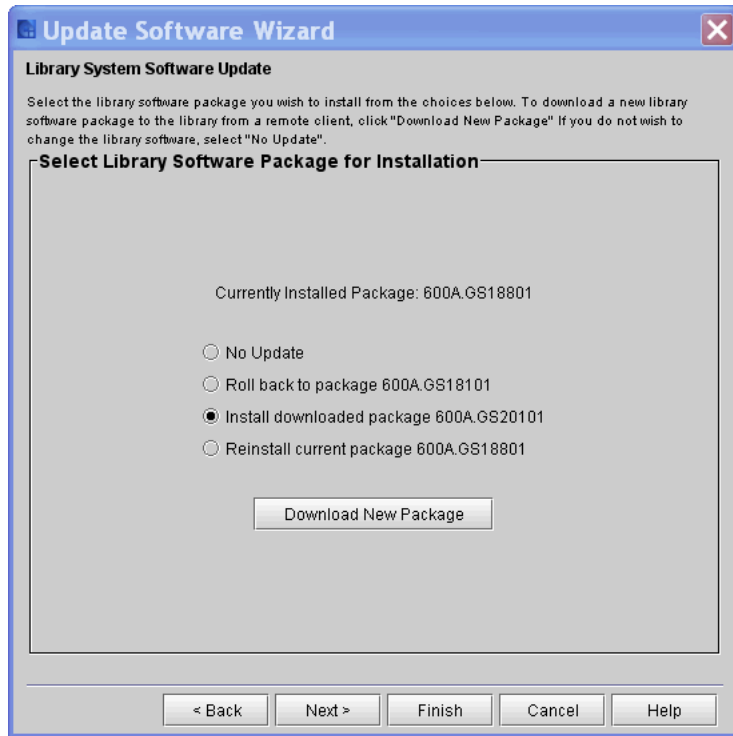 Update Software Wizard
Library System Software Update
Select the library software package you wish to install from the choices below. To download a new library
software package to the library from a remote client, click "Download New Package" If you do not wish to
change the library software, select "No Update".
Select Library Software Package for Installation
Currently Installed Package: 600A.GS18801
No Update
Roll back to package 600A.GS18101
Install downloaded package 600A.GS20101
Reinstall current package 600A.GS18801
Download New Package
< Back Next > Finish Cancel Help